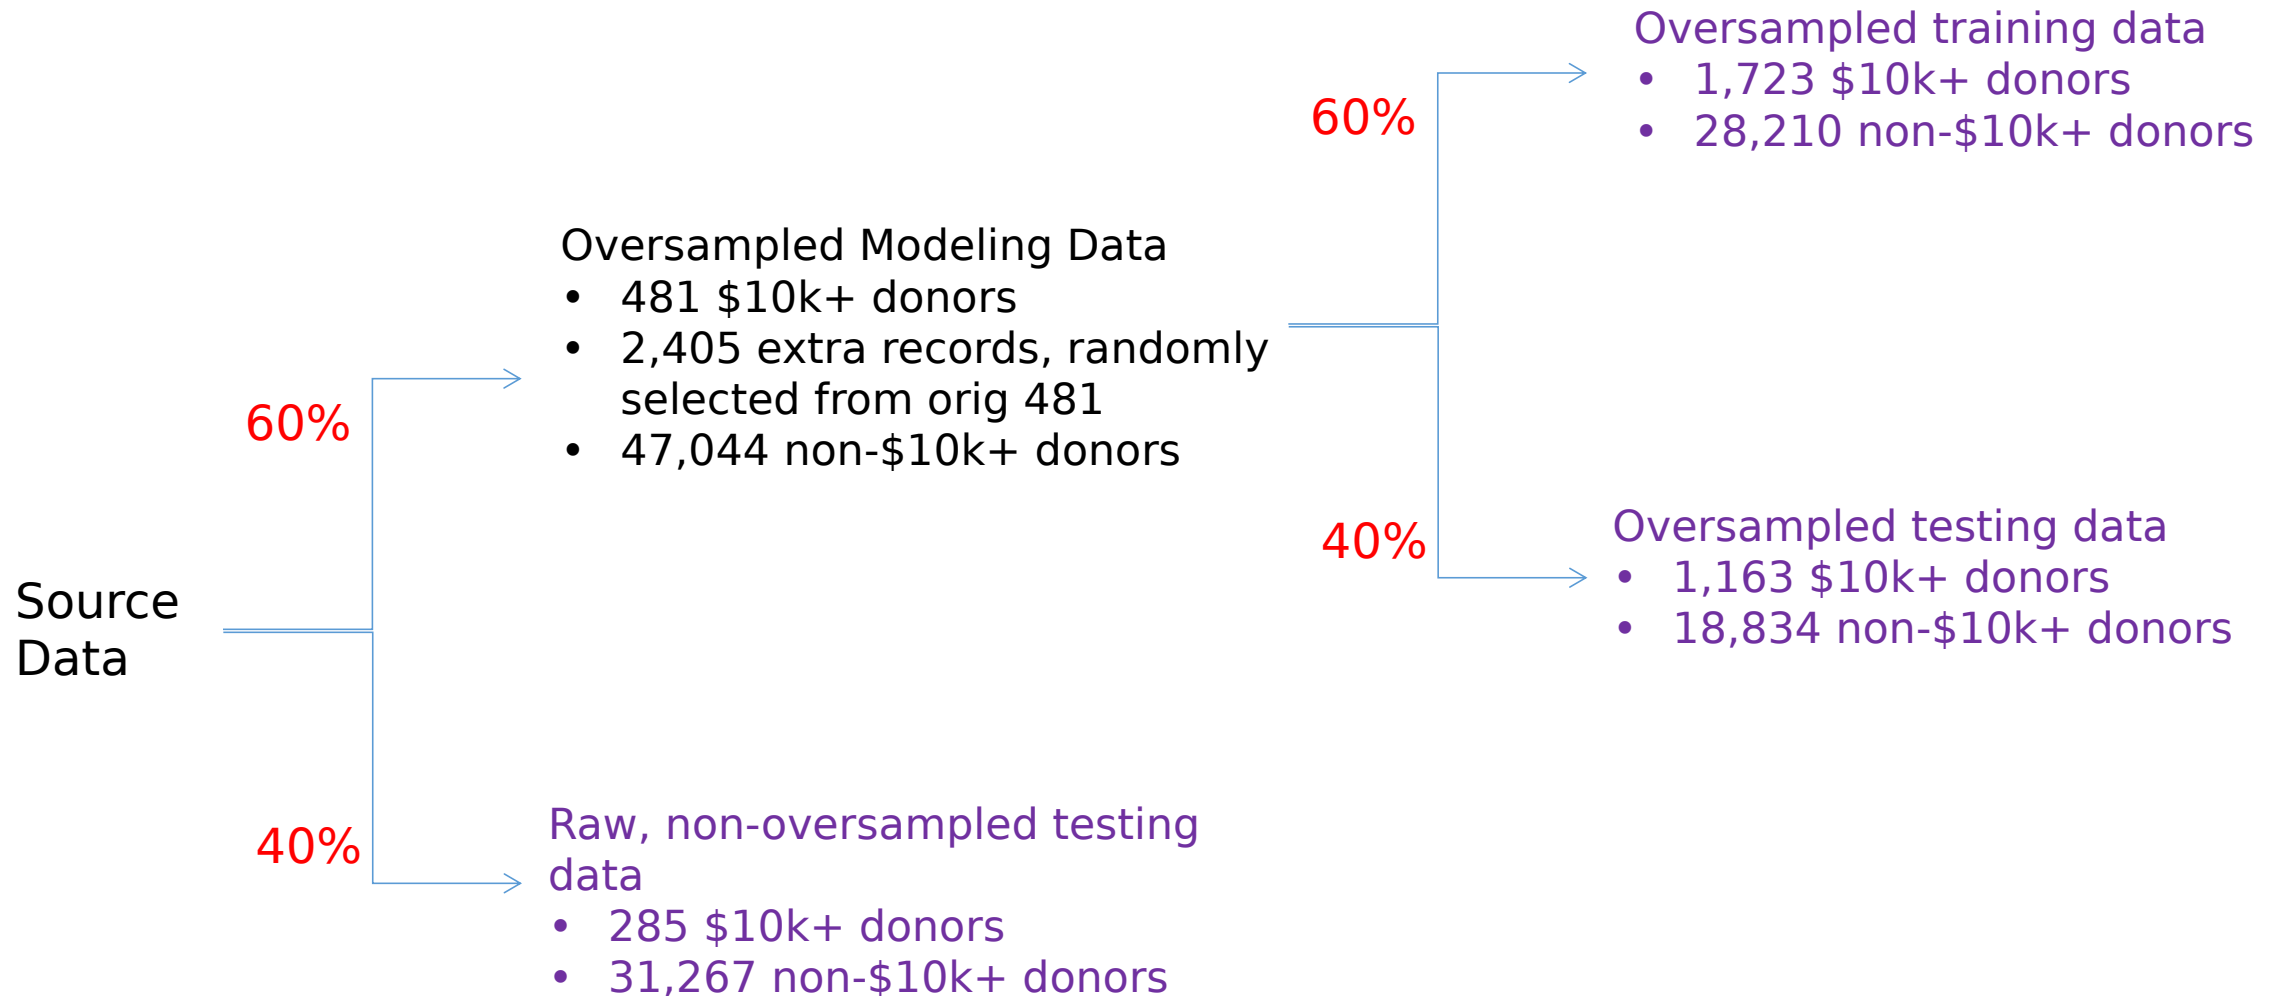 Source
Data
60%
40%
Oversampled Modeling Data
• 481 $10k+ donors
• 2,405 extra records, randomly
selected from orig 481
• 47,044 non-$10k+ donors
Raw, non-oversampled testing
data
• 285 $10k+ donors
• 31,267 non-$10k+ donors
60%
40%
Oversampled training data
• 1,723 $10k+ donors
• 28,210 non-$10k+ donors
Oversampled testing data
• 1,163 $10k+ donors
• 18,834 non-$10k+ donors